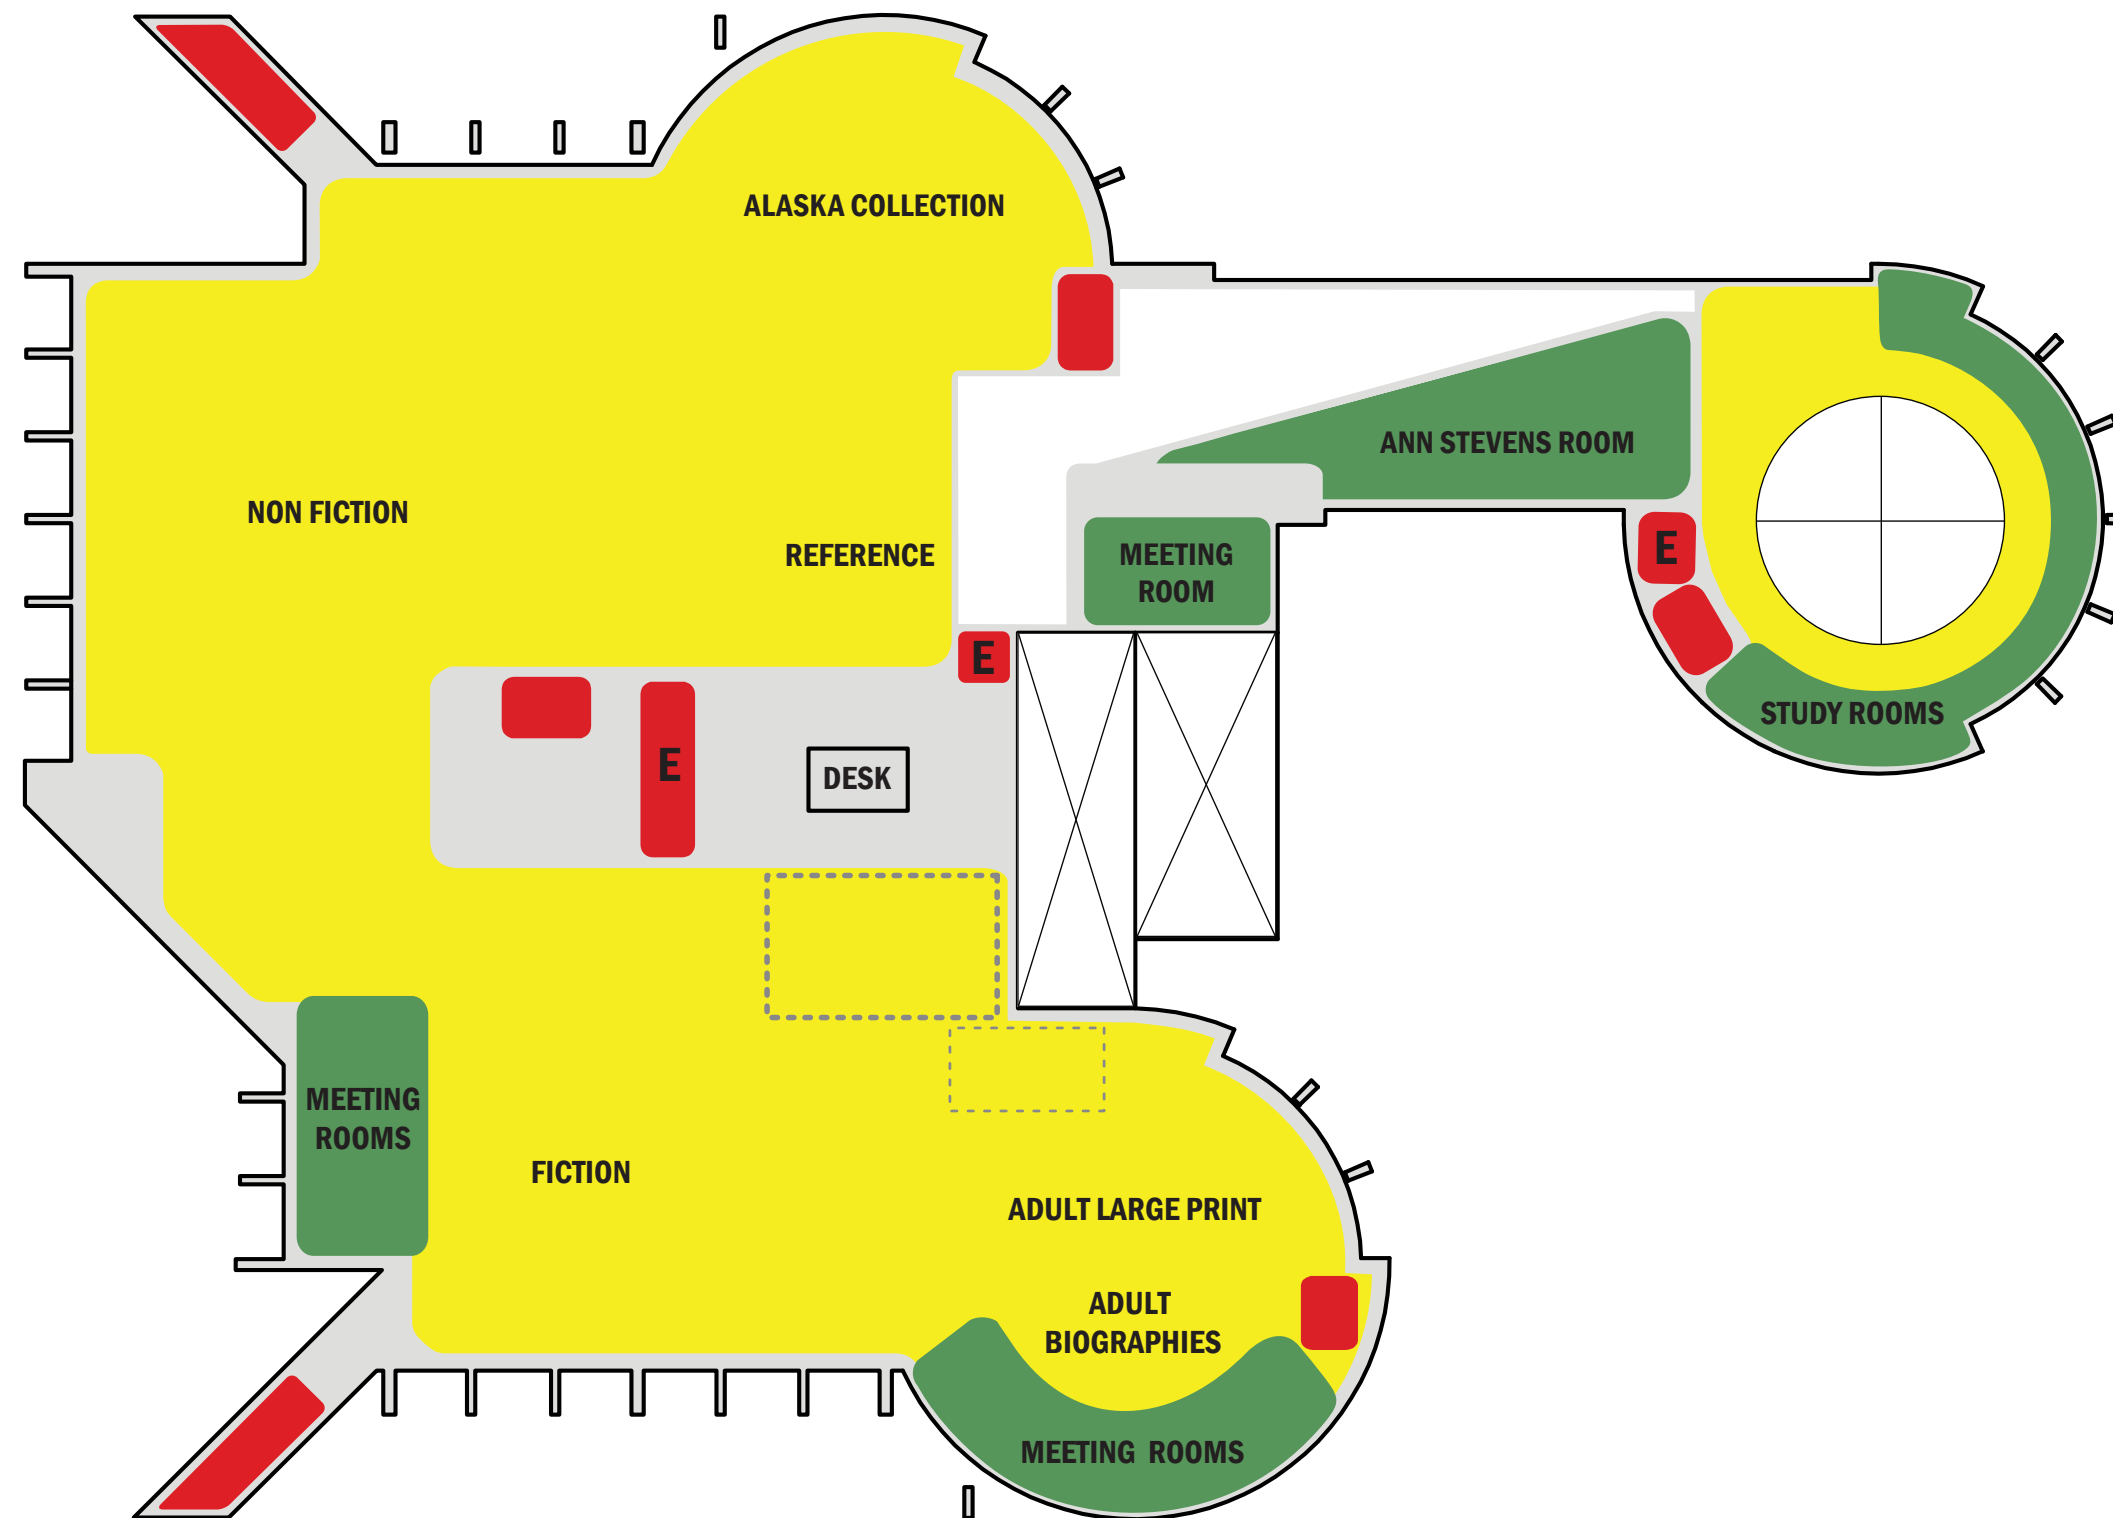 ALASKA COLLECTION
ANN STEVENS ROOM
NON FICTION
REFERENCE
MEETING
ROOM
E
E
STUDY ROOMS
E
DESK
MEETING
ROOMS
FICTION
ADULT LARGE PRINT
ADULT
BIOGRAPHIES
MEETING ROOMS